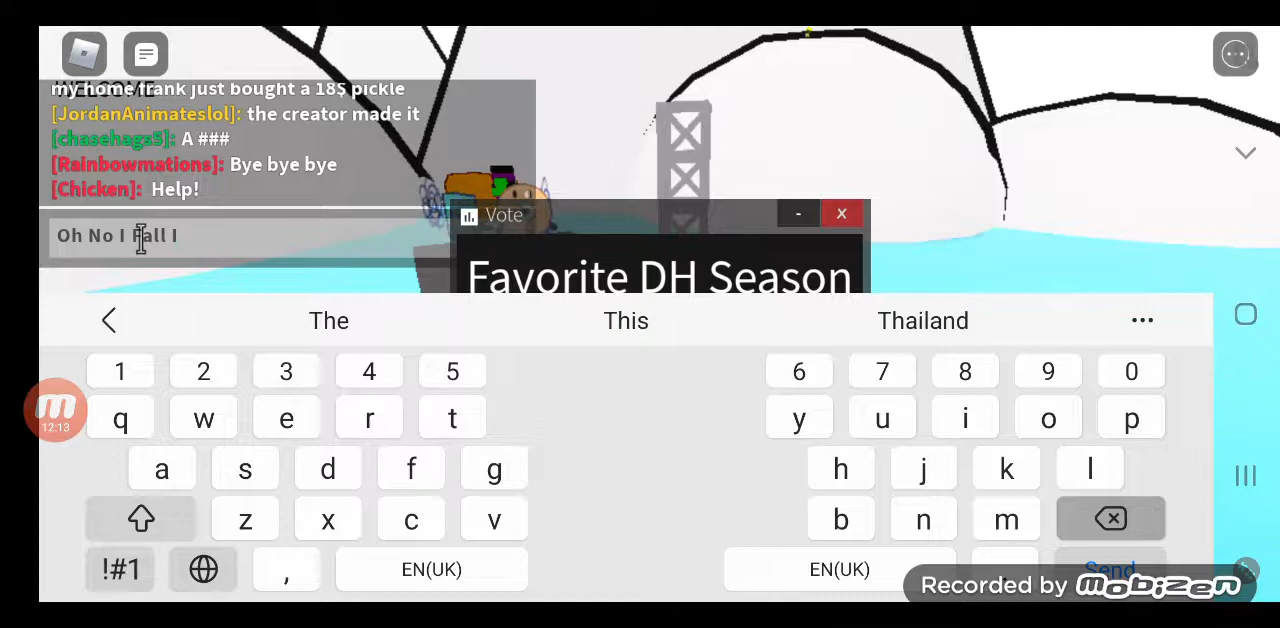 WELCOME
my home frank just bought a 18$ pickle
[JordanAnimateslol]: the creator made it
[chasehags5]: A ###
[Rainbowmations]: Bye bye bye
[Chicken]: Help!
Oh No I Fall I
Vote
- X
Favorite DH Season
The This Thailand ...
1 2 3 4 5 6 7 8 9 0
12:13
q w e r t y u i o p
a s d f g h j k l
z x c v b n m
!#1 , EN(UK) EN(UK) . Send
Recorded by mobizen